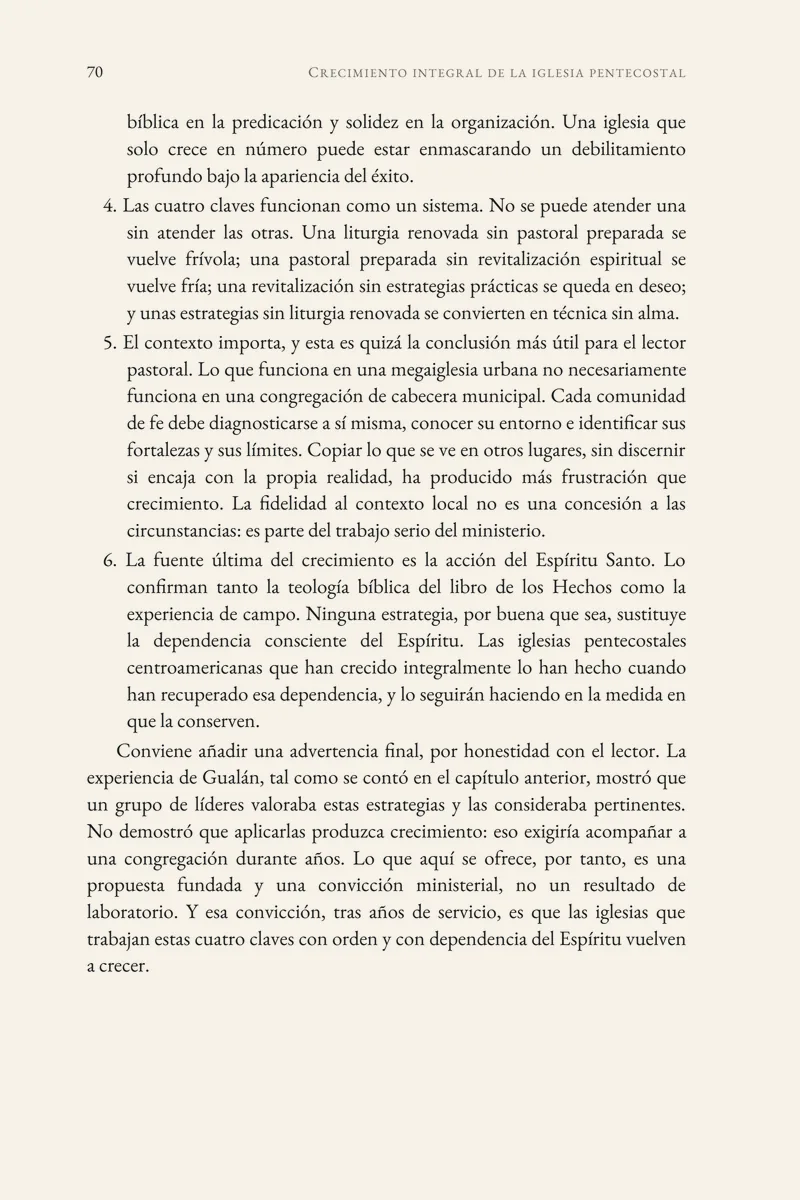 70
CRECIMIENTO INTEGRAL DE LA IGLESIA PENTECOSTAL
bíblica en la predicación y solidez en la organización. Una iglesia que
solo crece en número puede estar enmascarando un debilitamiento
profundo bajo la apariencia del éxito.
4. Las cuatro claves funcionan como un sistema. No se puede atender una
sin atender las otras. Una liturgia renovada sin pastoral preparada se
vuelve frívola; una pastoral preparada sin revitalización espiritual se
vuelve fría; una revitalización sin estrategias prácticas se queda en deseo;
y unas estrategias sin liturgia renovada se convierten en técnica sin alma.
5. El contexto importa, y esta es quizá la conclusión más útil para el lector
pastoral. Lo que funciona en una megaiglesia urbana no necesariamente
funciona en una congregación de cabecera municipal. Cada comunidad
de fe debe diagnosticarse a sí misma, conocer su entorno e identificar sus
fortalezas y sus límites. Copiar lo que se ve en otros lugares, sin discernir
si encaja con la propia realidad, ha producido más frustración que
crecimiento. La fidelidad al contexto local no es una concesión a las
circunstancias: es parte del trabajo serio del ministerio.
6. La fuente última del crecimiento es la acción del Espíritu Santo. Lo
confirman tanto la teología bíblica del libro de los Hechos como la
experiencia de campo. Ninguna estrategia, por buena que sea, sustituye
la dependencia consciente del Espíritu. Las iglesias pentecostales
centroamericanas que han crecido integralmente lo han hecho cuando
han recuperado esa dependencia, y lo seguirán haciendo en la medida en
que la conserven.
Conviene añadir una advertencia final, por honestidad con el lector. La
experiencia de Gualán, tal como se contó en el capítulo anterior, mostró que
un grupo de líderes valoraba estas estrategias y las consideraba pertinentes.
No demostró que aplicarlas produzca crecimiento: eso exigiría acompañar a
una congregación durante años. Lo que aquí se ofrece, por tanto, es una
propuesta fundada y una convicción ministerial, no un resultado de
laboratorio. Y esa convicción, tras años de servicio, es que las iglesias que
trabajan estas cuatro claves con orden y con dependencia del Espíritu vuelven
a crecer.